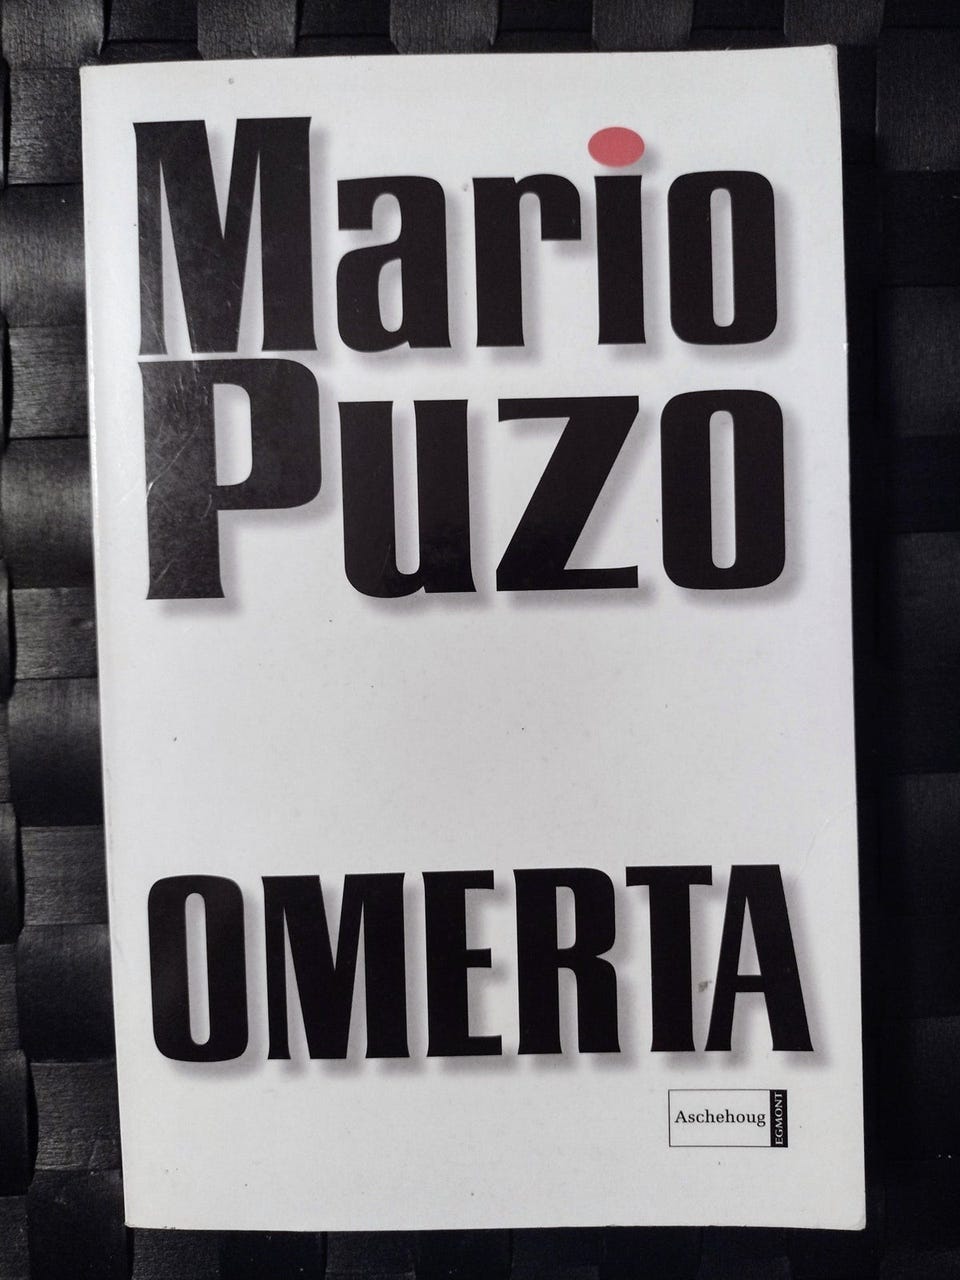 Mario
Puzo
OMERTA
Aschehoug
EGMONT